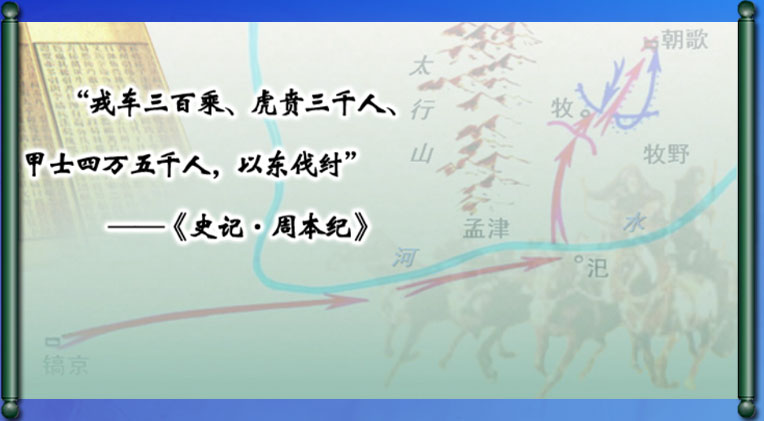 “戎车三百乘、虎贲三千人、
甲士四万五千人，以东伐纣”
——《史记·周本纪》
朝歌
太行山
牧
牧野
孟津
水
河
汜
镐京